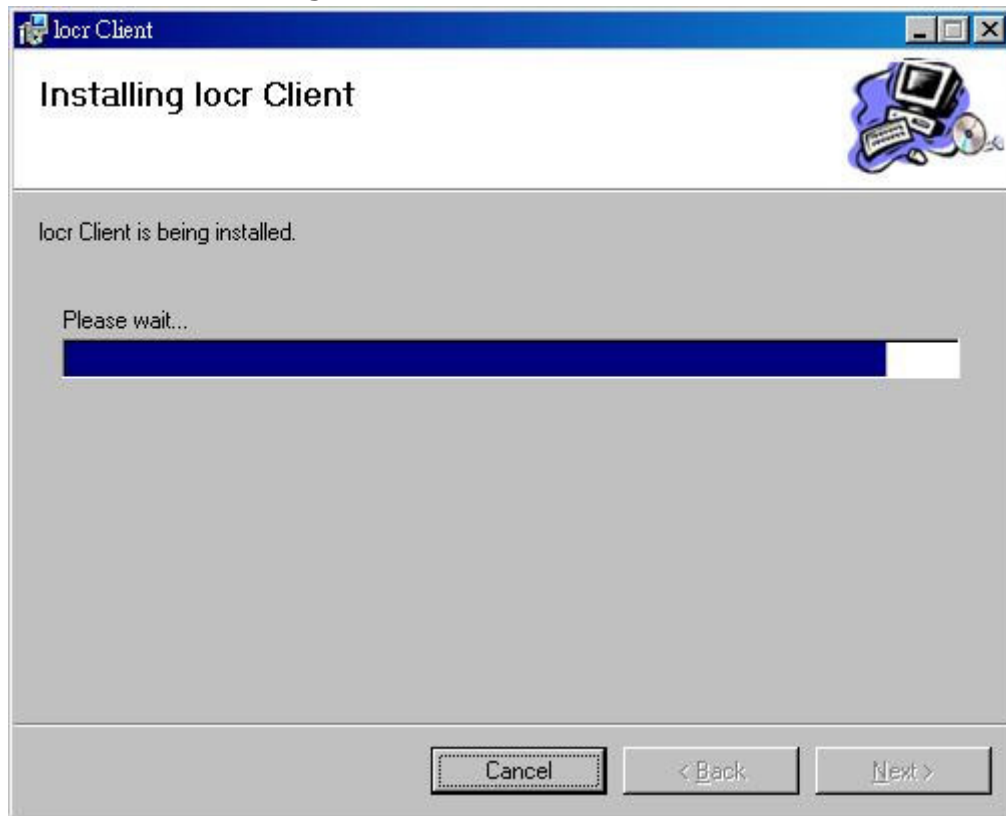 locr Client
Installing locr Client
locr Client is being installed.
Please wait...
Cancel
< Back
Next >